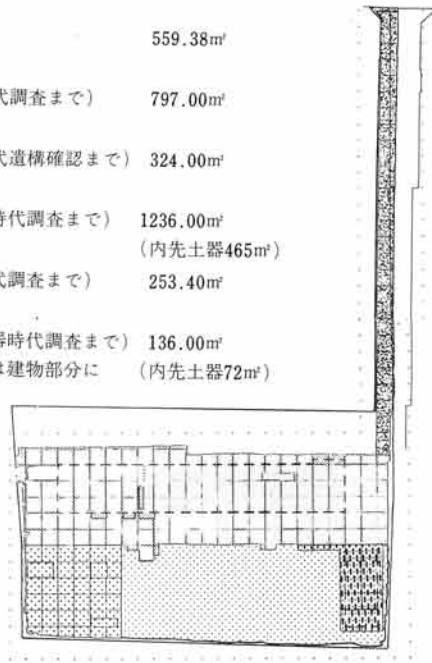 559.38㎡
代調査まで) 797.00㎡
代遺構確認まで) 324.00㎡
時代調査まで) 1236.00㎡
(内先土器465㎡)
代調査まで) 253.40㎡
器時代調査まで) 136.00㎡
は建物部分に (内先土器72㎡)